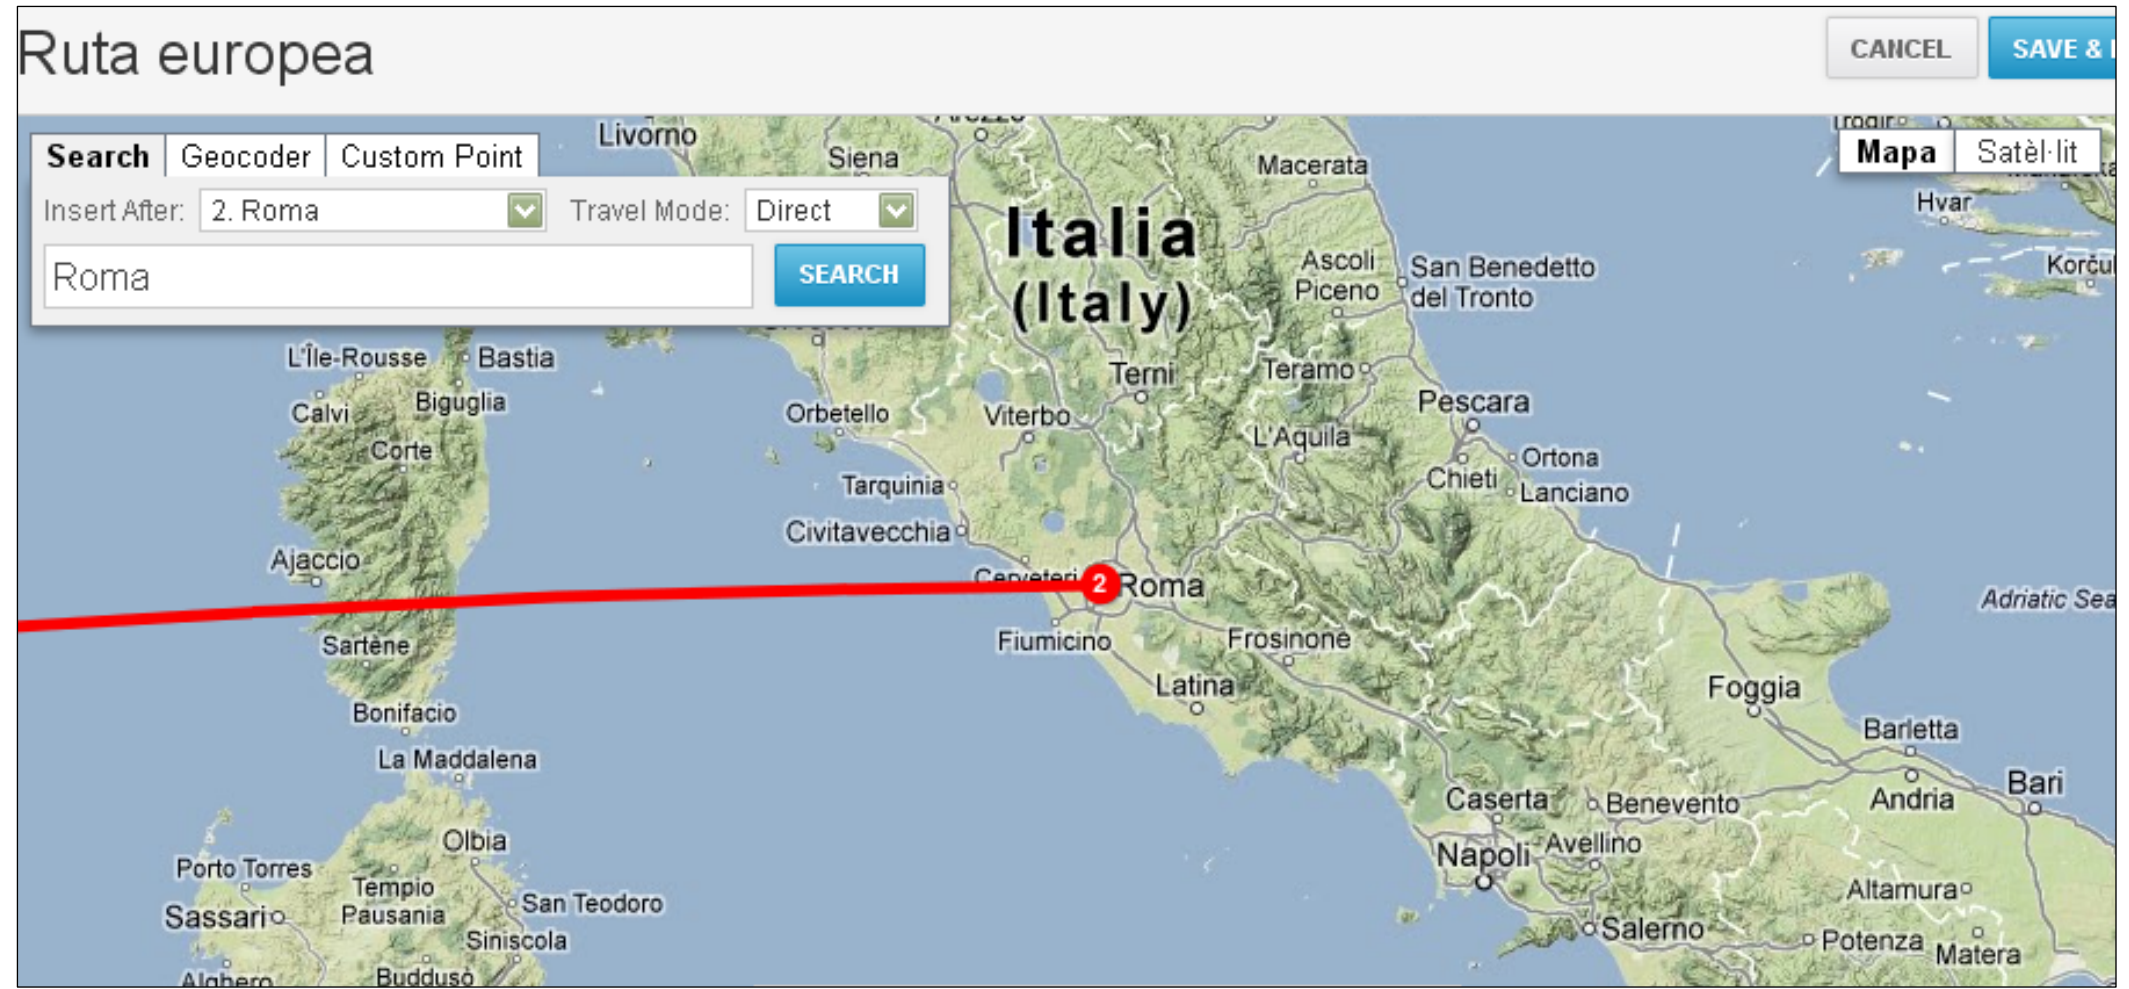 Ruta europea
CANCEL
SAVE &
Search
Geocoder
Custom Point
Insert After:
2. Roma
Travel Mode:
Direct
Roma
SEARCH
Mapa
Satèl·lit
Livorno
Siena
Macerata
Hvar
Italia
(Italy)
Ascoli
Piceno
San Benedetto
del Tronto
L'Île-Rousse
Bastia
Terni
Teramo
Calvi
Biguglia
Orbetello
Viterbo
Pescara
L'Aquila
Corte
Ortona
Tarquinia
Chieti
Lanciano
Civitavecchia
Ajaccio
Cerveteri
2
Roma
Adriatic Sea
Sartène
Fiumicino
Frosinone
Latina
Foggia
Bonifacio
Barletta
La Maddalena
Bari
Caserta
Benevento
Andria
Olbia
Avellino
Napoli
Porto Torres
Tempio
Pausania
Altamura
San Teodoro
Sassari
Salerno
Siniscola
Potenza
Matera
Alghero
Buddusò